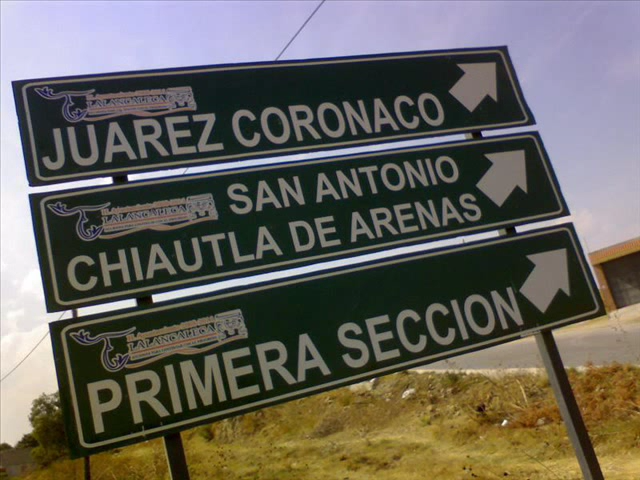 JUAREZ CORONACO
SAN ANTONIO
CHIAUTLA DE ARENAS
PRIMERA SECCION